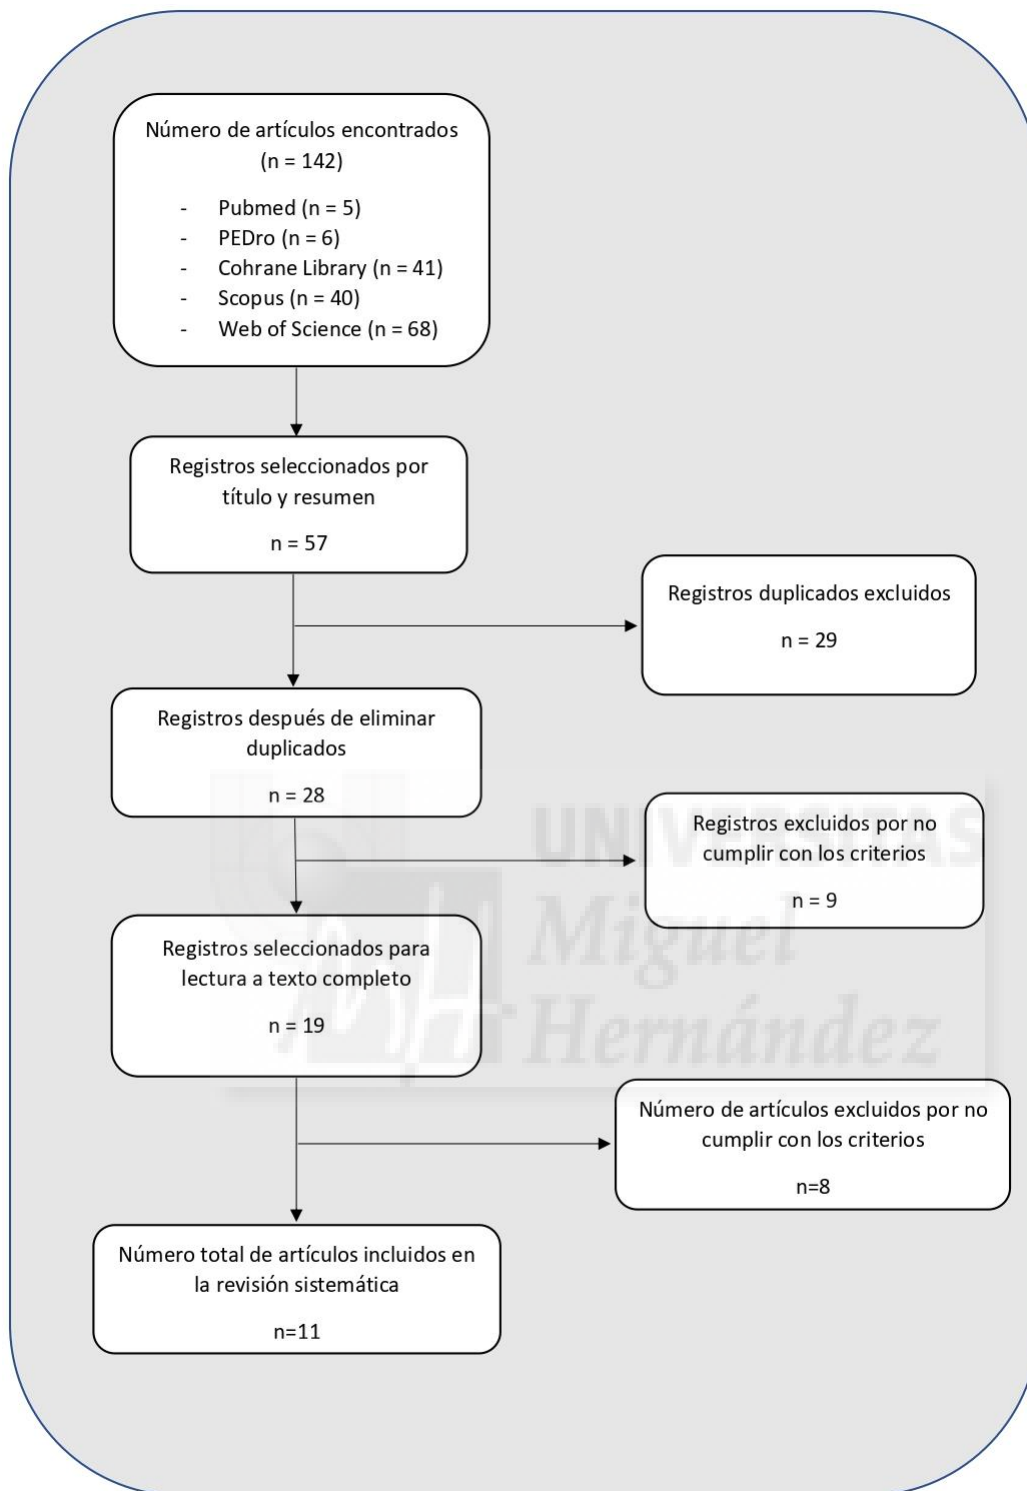 Número de artículos encontrados
(n = 142)
- Pubmed (n = 5)
- PEDro (n = 6)
- Cohrane Library (n = 41)
- Scopus (n = 40)
- Web of Science (n = 68)
Registros seleccionados por
título y resumen
n = 57
Registros duplicados excluidos
n = 29
Registros después de eliminar
duplicados
n = 28
Registros excluidos por no
cumplir con los criterios
n = 9
Registros seleccionados para
lectura a texto completo
n = 19
Número de artículos excluidos por no
cumplir con los criterios
n=8
Número total de artículos incluidos en
la revisión sistemática
n=11
UNIVERSITAS
Miguel
Hernández